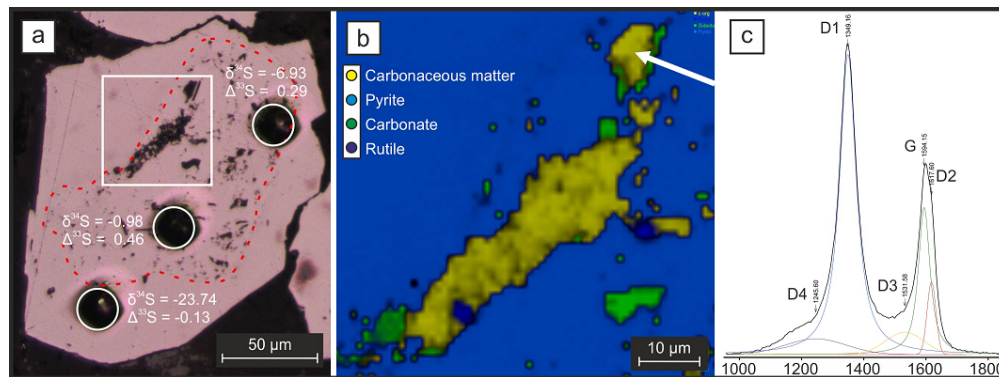 a
δ³⁴S = -6.93
Δ³³S = 0.29
δ³⁴S = -0.98
Δ³³S = 0.46
δ³⁴S = -23.74
Δ³³S = -0.13
50 µm
b
Carbonaceous matter
Pyrite
Carbonate
Rutile
10 µm
c
D1
1349.16
G
1594.15
D2
1617.60
D3
1531.58
D4
1245.60
1000 1200 1400 1600 1800